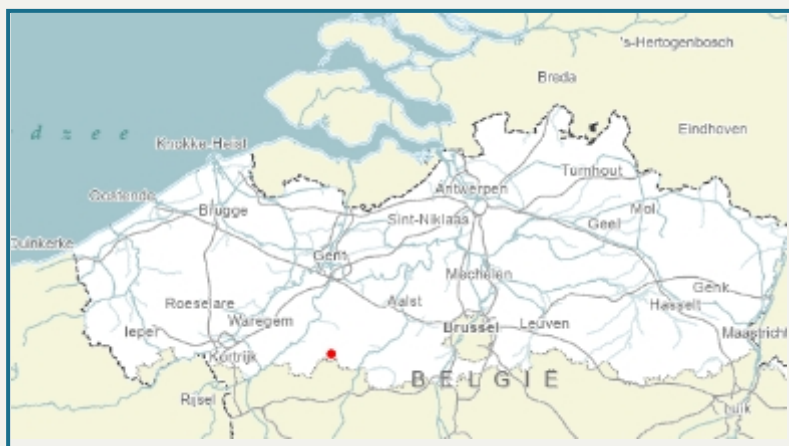 's-Hertogenbosch
Breda
Eindhoven
d z e e
Knokke-Heist
Turnhout
Antwerpen
Oostende
Brugge
Sint-Niklaas
Geel
Mol
Duinkerke
Gent
Mechelen
Genk
Roeselare
Aalst
Hasselt
Ieper
Waregem
Brussel
Leuven
Maastricht
Kortrijk
BELGIË
Rijsel
Luik